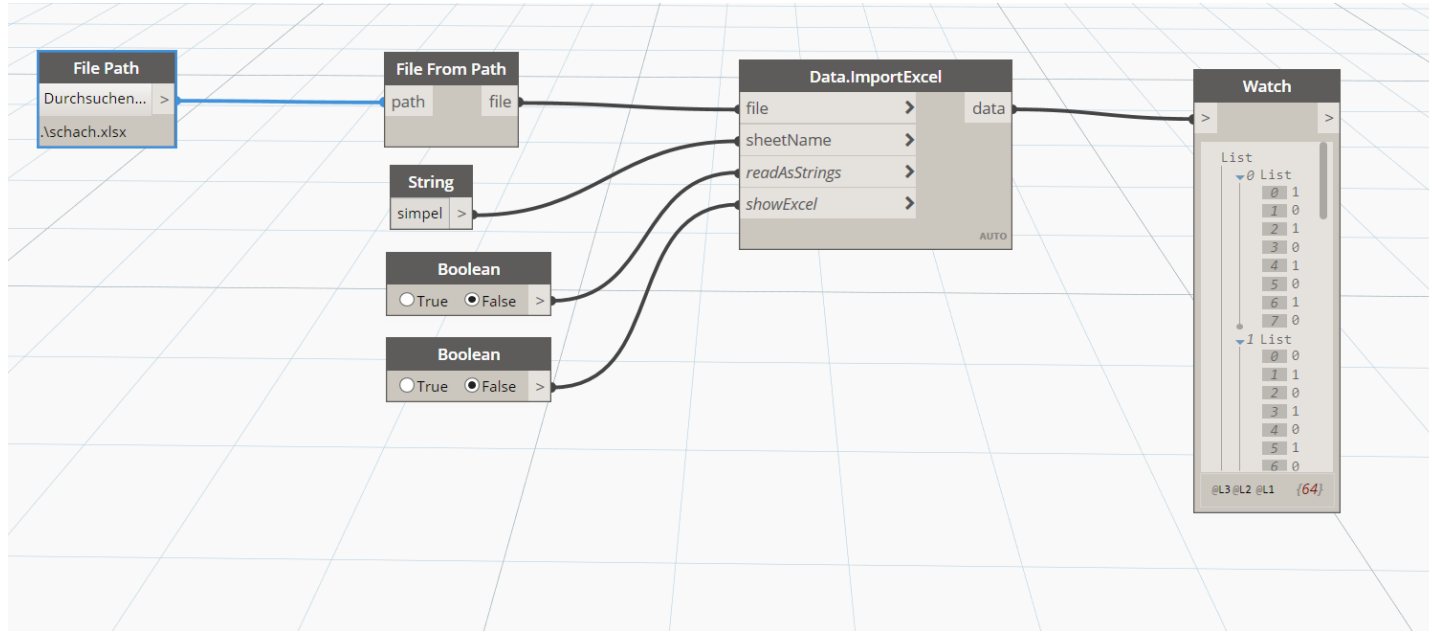 File Path
Durchsuchen... >
.\schach.xlsx
File From Path
path file
String
simpel >
Boolean
True False >
Boolean
True False >
Data.ImportExcel
file > data
sheetName >
readAsStrings >
showExcel >
AUTO
Watch
> >
List
0 List
0 1
1 0
2 1
3 0
4 1
5 0
6 1
7 0
1 List
0 0
1 1
2 0
3 1
4 0
5 1
6 0
@L3 @L2 @L1 {64}